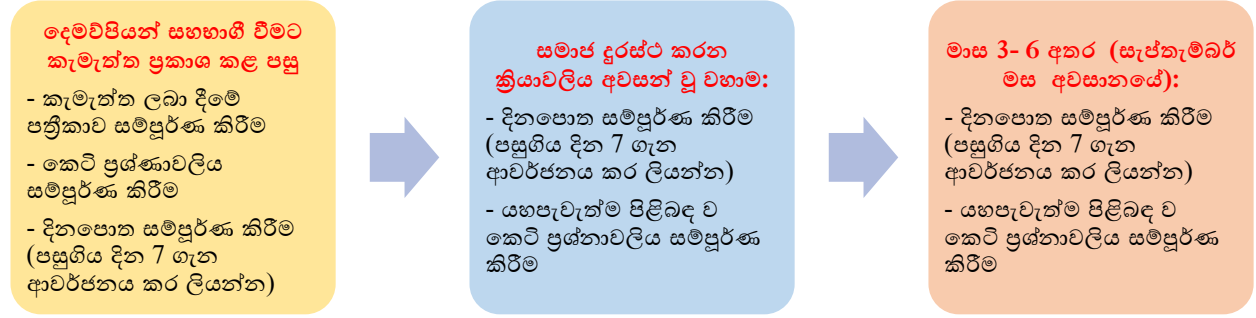 දෙමව්පියන් සහභාගී වීමට
කැමැත්ත ප්‍රකාශ කළ පසු
- කැමැත්ත ලබා දීමේ
පත්‍රිකාව සම්පූර්ණ කිරීම
- කෙටි ප්‍රශ්ණාවලිය
සම්පූර්ණ කිරීම
- දිනපොත සම්පූර්ණ කිරීම
(පසුගිය දින 7 ගැන
ආවර්ජනය කර ලියන්න)
සමාජ දුරස්ථ කරන
ක්‍රියාවලිය අවසන් වූ වහාම:
- දිනපොත සම්පූර්ණ කිරීම
(පසුගිය දින 7 ගැන
ආවර්ජනය කර ලියන්න)
- යහපැවැත්ම පිළිබඳ ව
කෙටි ප්‍රශ්නාවලිය සම්පූර්ණ
කිරීම
මාස 3- 6 අතර (සැප්තැම්බර්
මස අවසානයේ):
- දිනපොත සම්පූර්ණ කිරීම
(පසුගිය දින 7 ගැන
ආවර්ජනය කර ලියන්න)
- යහපැවැත්ම පිළිබඳ ව
කෙටි ප්‍රශ්නාවලිය සම්පූර්ණ
කිරීම